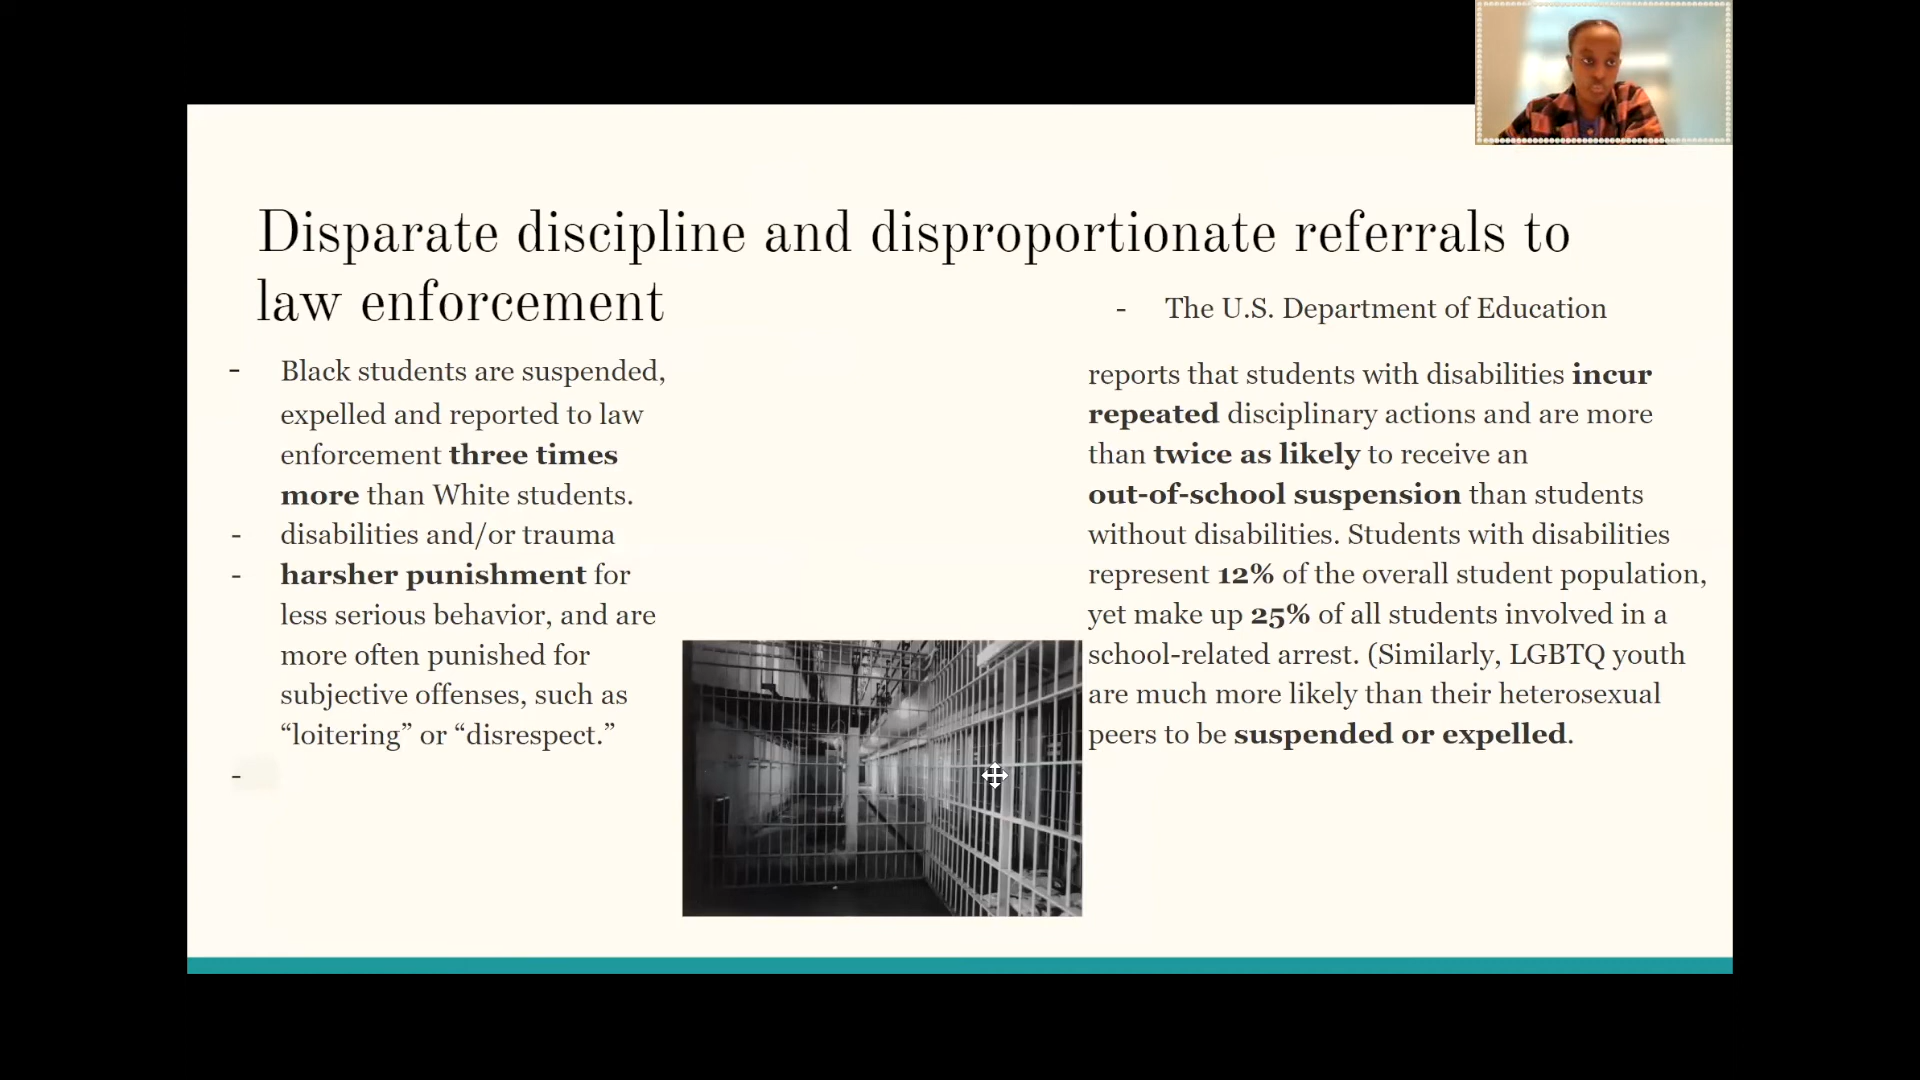 Disparate discipline and disproportionate referrals to
law enforcement
- Black students are suspended,
expelled and reported to law
enforcement three times
more than White students.
- disabilities and/or trauma
- harsher punishment for
less serious behavior, and are
more often punished for
subjective offenses, such as
“loitering” or “disrespect.”
-
- The U.S. Department of Education
reports that students with disabilities incur
repeated disciplinary actions and are more
than twice as likely to receive an
out-of-school suspension than students
without disabilities. Students with disabilities
represent 12% of the overall student population,
yet make up 25% of all students involved in a
school-related arrest. (Similarly, LGBTQ youth
are much more likely than their heterosexual
peers to be suspended or expelled.